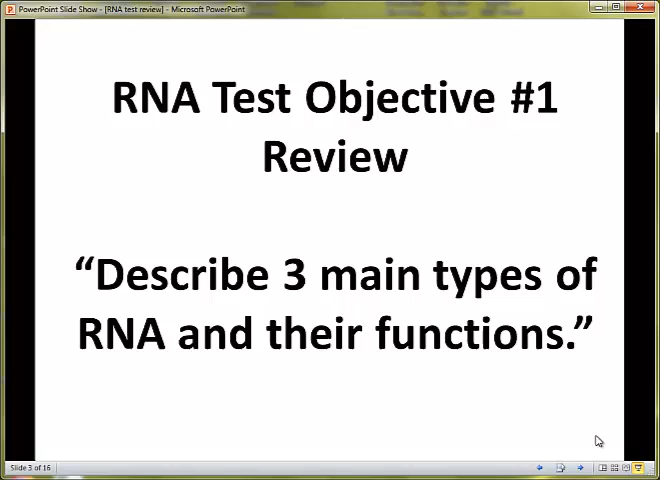 PowerPoint Slide Show - [RNA test review] - Microsoft PowerPoint
RNA Test Objective #1
Review
“Describe 3 main types of
RNA and their functions.”
Slide 3 of 16